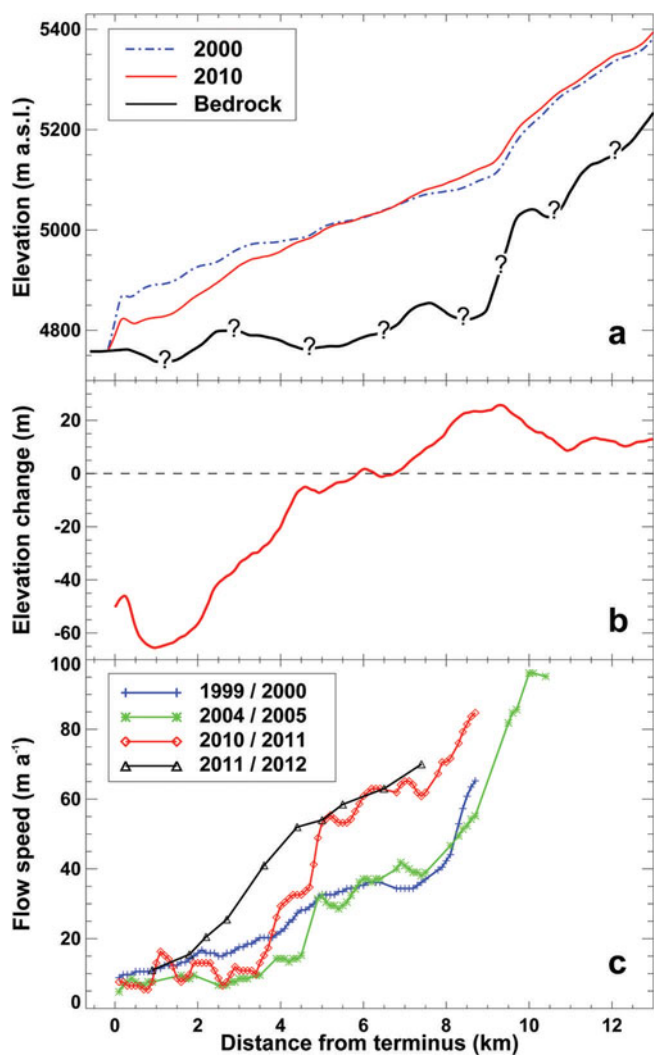 5400
5200
5000
4800
Elevation (m a.s.l.)
2000
2010
Bedrock
? ? ? ? ? ? ? ?
a
20
0
-20
-40
-60
Elevation change (m)
b
100
80
60
40
20
0
Flow speed (m a⁻¹)
1999 / 2000
2004 / 2005
2010 / 2011
2011 / 2012
c
0 2 4 6 8 10 12
Distance from terminus (km)